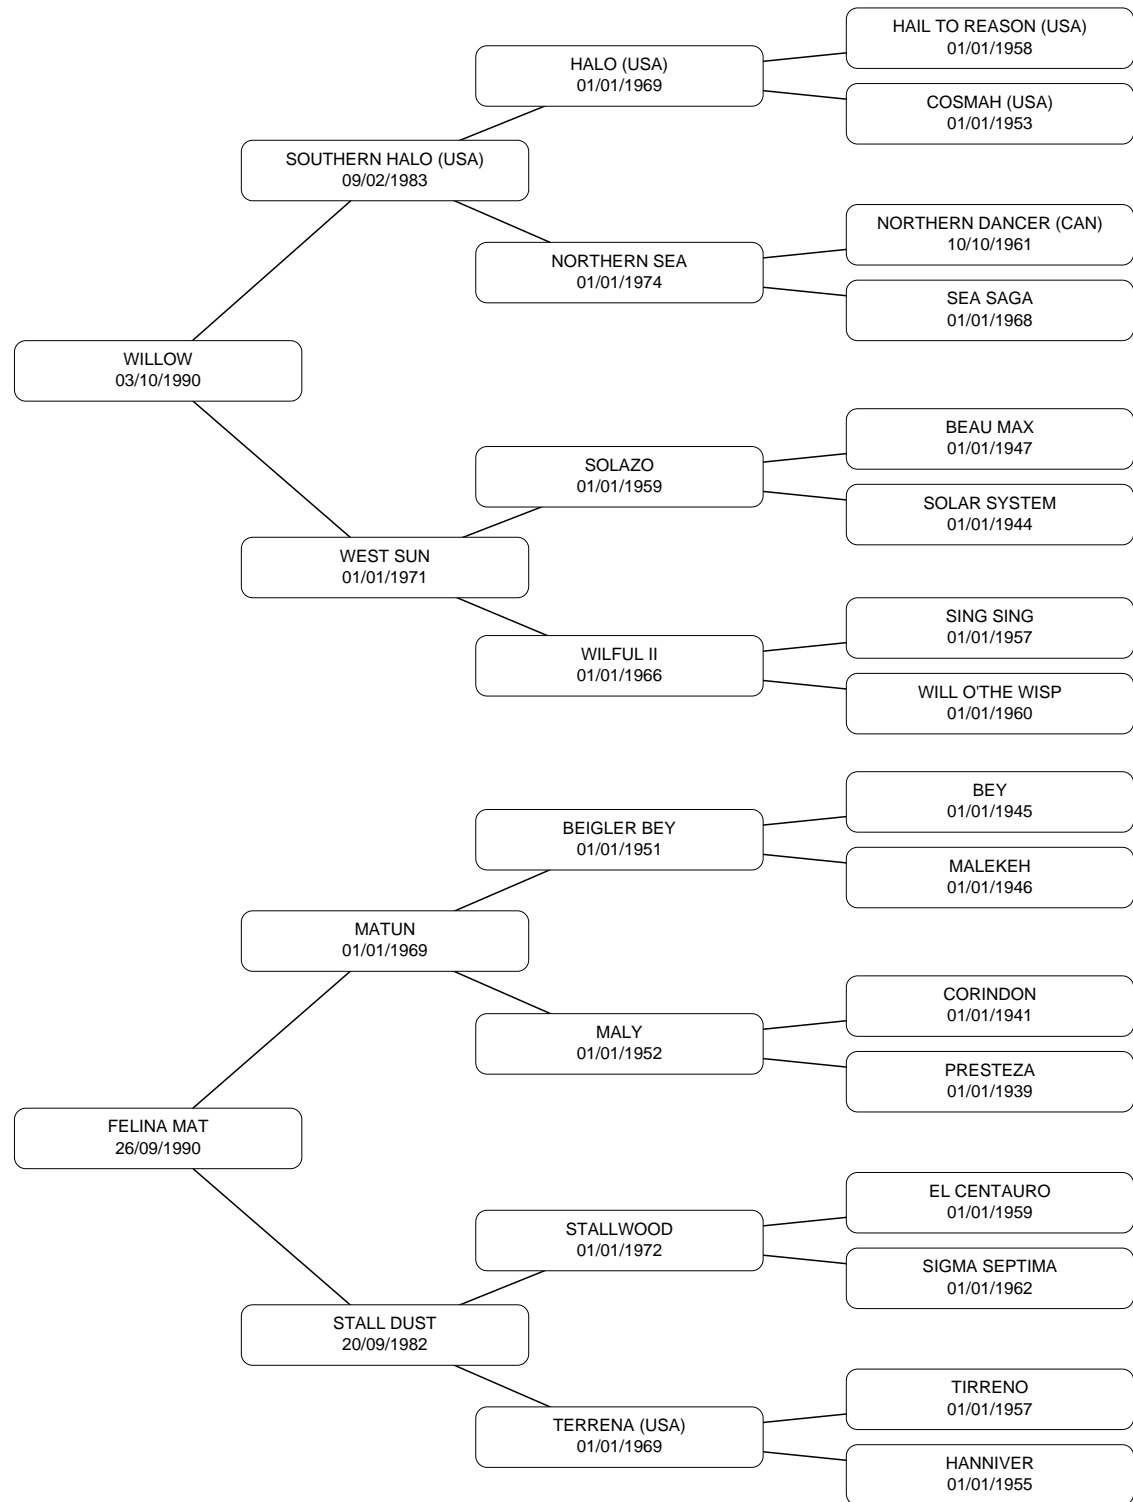 HAIL TO REASON (USA)
01/01/1958
HALO (USA)
01/01/1969
COSMAH (USA)
01/01/1953
SOUTHERN HALO (USA)
09/02/1983
NORTHERN DANCER (CAN)
10/10/1961
NORTHERN SEA
01/01/1974
SEA SAGA
01/01/1968
WILLOW
03/10/1990
BEAU MAX
01/01/1947
SOLAZO
01/01/1959
SOLAR SYSTEM
01/01/1944
WEST SUN
01/01/1971
SING SING
01/01/1957
WILFUL II
01/01/1966
WILL O'THE WISP
01/01/1960
BEY
01/01/1945
BEIGLER BEY
01/01/1951
MALEKEH
01/01/1946
MATUN
01/01/1969
CORINDON
01/01/1941
MALY
01/01/1952
PRESTEZA
01/01/1939
FELINA MAT
26/09/1990
EL CENTAURO
01/01/1959
STALLWOOD
01/01/1972
SIGMA SEPTIMA
01/01/1962
STALL DUST
20/09/1982
TIRRENO
01/01/1957
TERRENA (USA)
01/01/1969
HANNIVER
01/01/1955